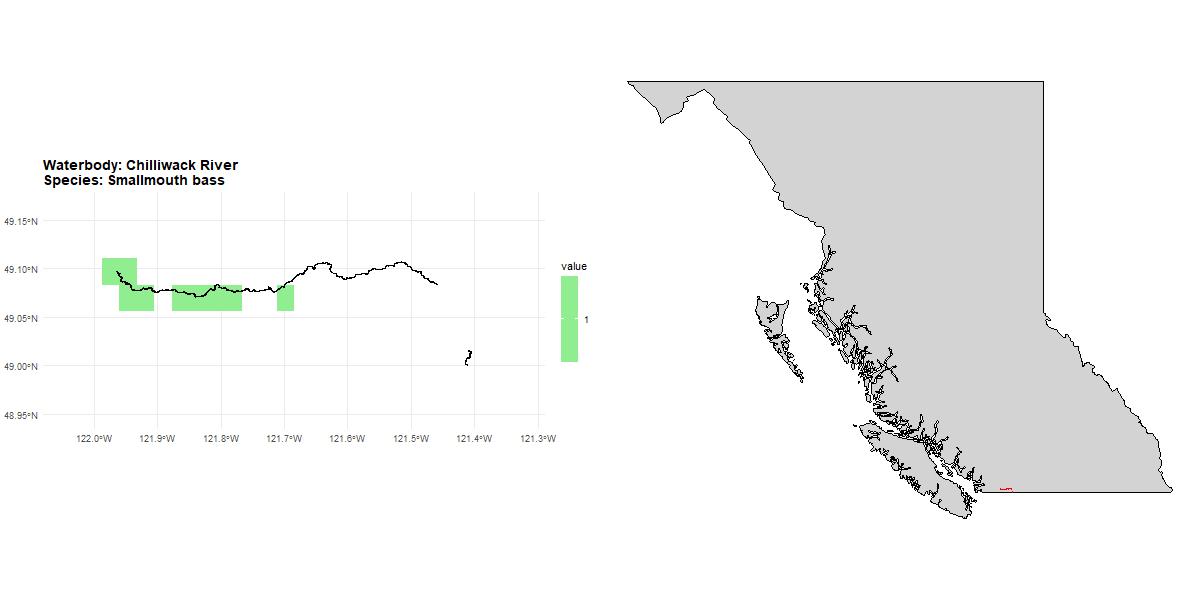 Waterbody: Chilliwack River
Species: Smallmouth bass
49.15°N
49.10°N
49.05°N
49.00°N
48.95°N
122.0°W 121.9°W 121.8°W 121.7°W 121.6°W 121.5°W 121.4°W 121.3°W
value
1